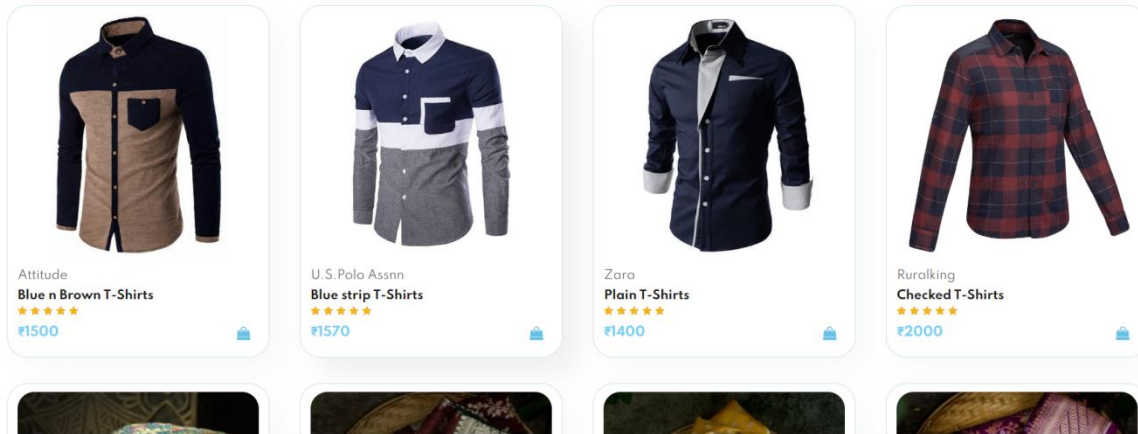 Attitude
Blue n Brown T-Shirts
₹1500
U.S.Polo Assnn
Blue strip T-Shirts
₹1570
Zara
Plain T-Shirts
₹1400
Ruralking
Checked T-Shirts
₹2000